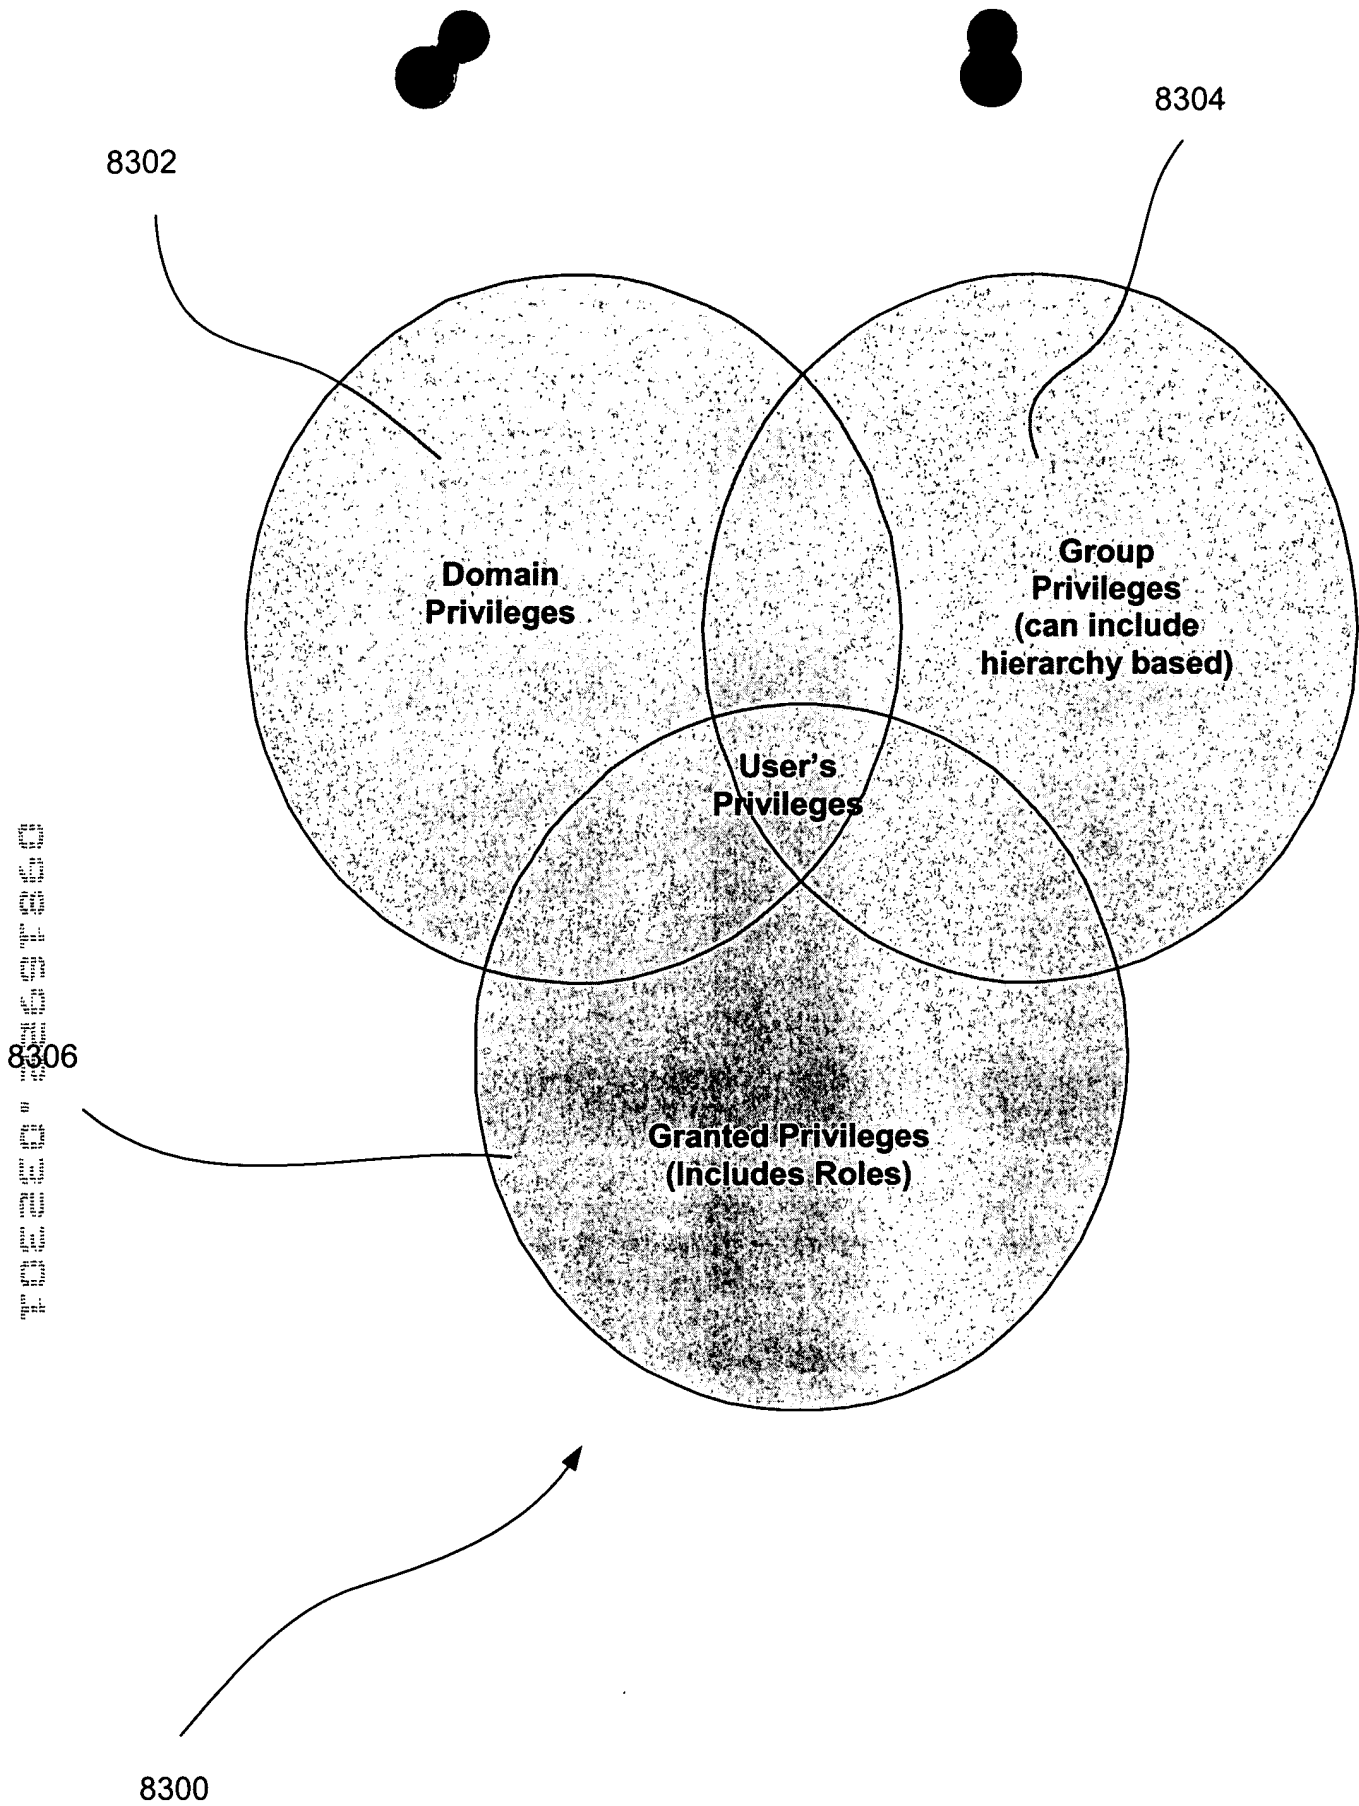 8304
8302
Group
Privileges
(can include
hierarchy based)
Domain
Privileges
User's
Privileges
8306
Granted Privileges
(Includes Roles)
8300